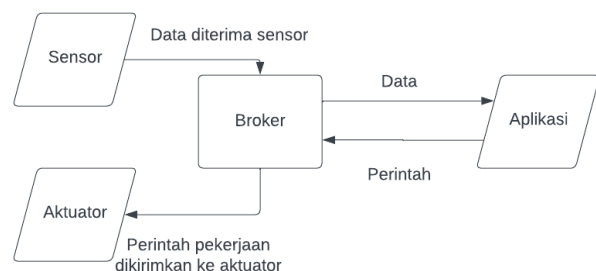 Data diterima sensor
Sensor
Data
Broker
Aplikasi
Perintah
Aktuator
Perintah pekerjaan
dikirimkan ke aktuator